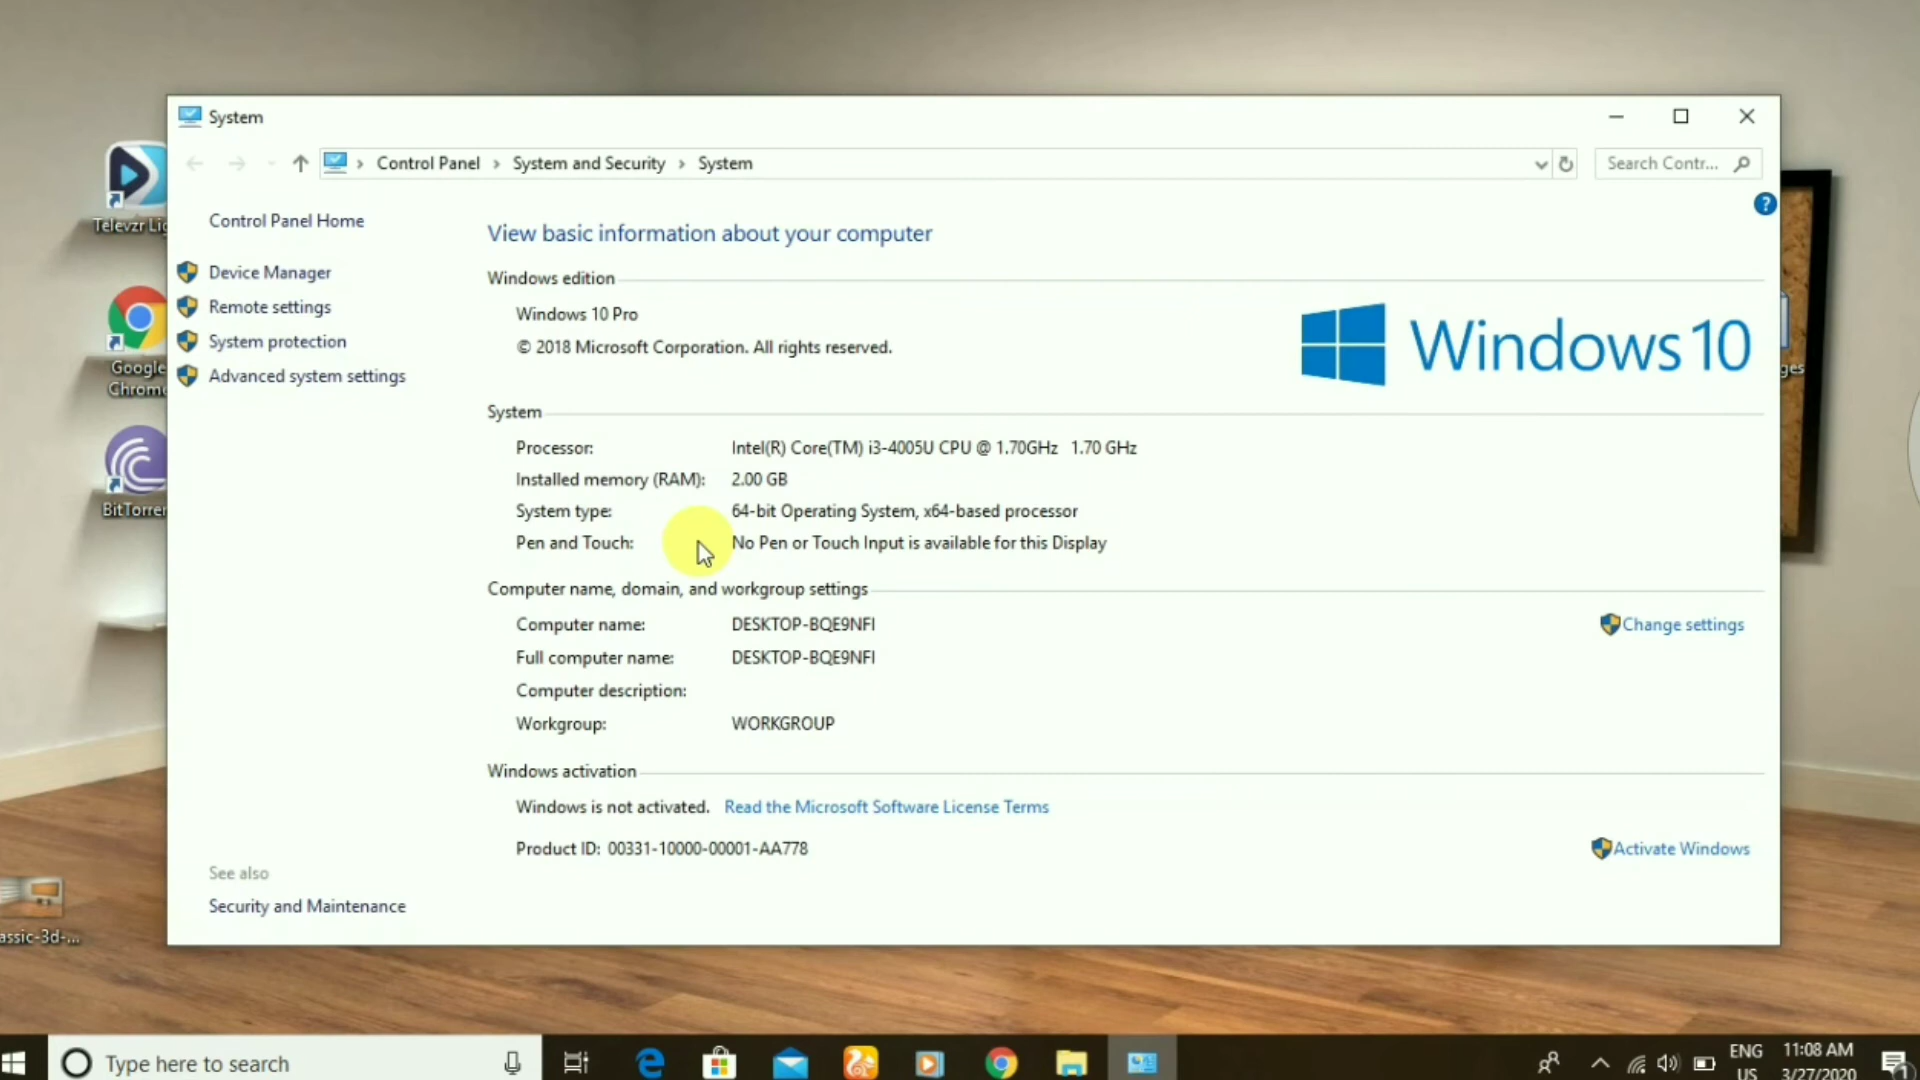 System
Control Panel > System and Security > System
Search Contr...
Control Panel Home
Device Manager
Remote settings
System protection
Advanced system settings
See also
Security and Maintenance
View basic information about your computer
Windows edition
Windows 10 Pro
© 2018 Microsoft Corporation. All rights reserved.
Windows 10
System
Processor: Intel(R) Core(TM) i3-4005U CPU @ 1.70GHz 1.70 GHz
Installed memory (RAM): 2.00 GB
System type: 64-bit Operating System, x64-based processor
Pen and Touch: No Pen or Touch Input is available for this Display
Computer name, domain, and workgroup settings
Computer name: DESKTOP-BQE9NFI
Change settings
Full computer name: DESKTOP-BQE9NFI
Computer description:
Workgroup: WORKGROUP
Windows activation
Windows is not activated. Read the Microsoft Software License Terms
Product ID: 00331-10000-00001-AA778
Activate Windows
Televzr Lig
Google
Chrome
BitTorren
assic-3d-...
ges
Type here to search
ENG
US
11:08 AM
3/27/2020
1